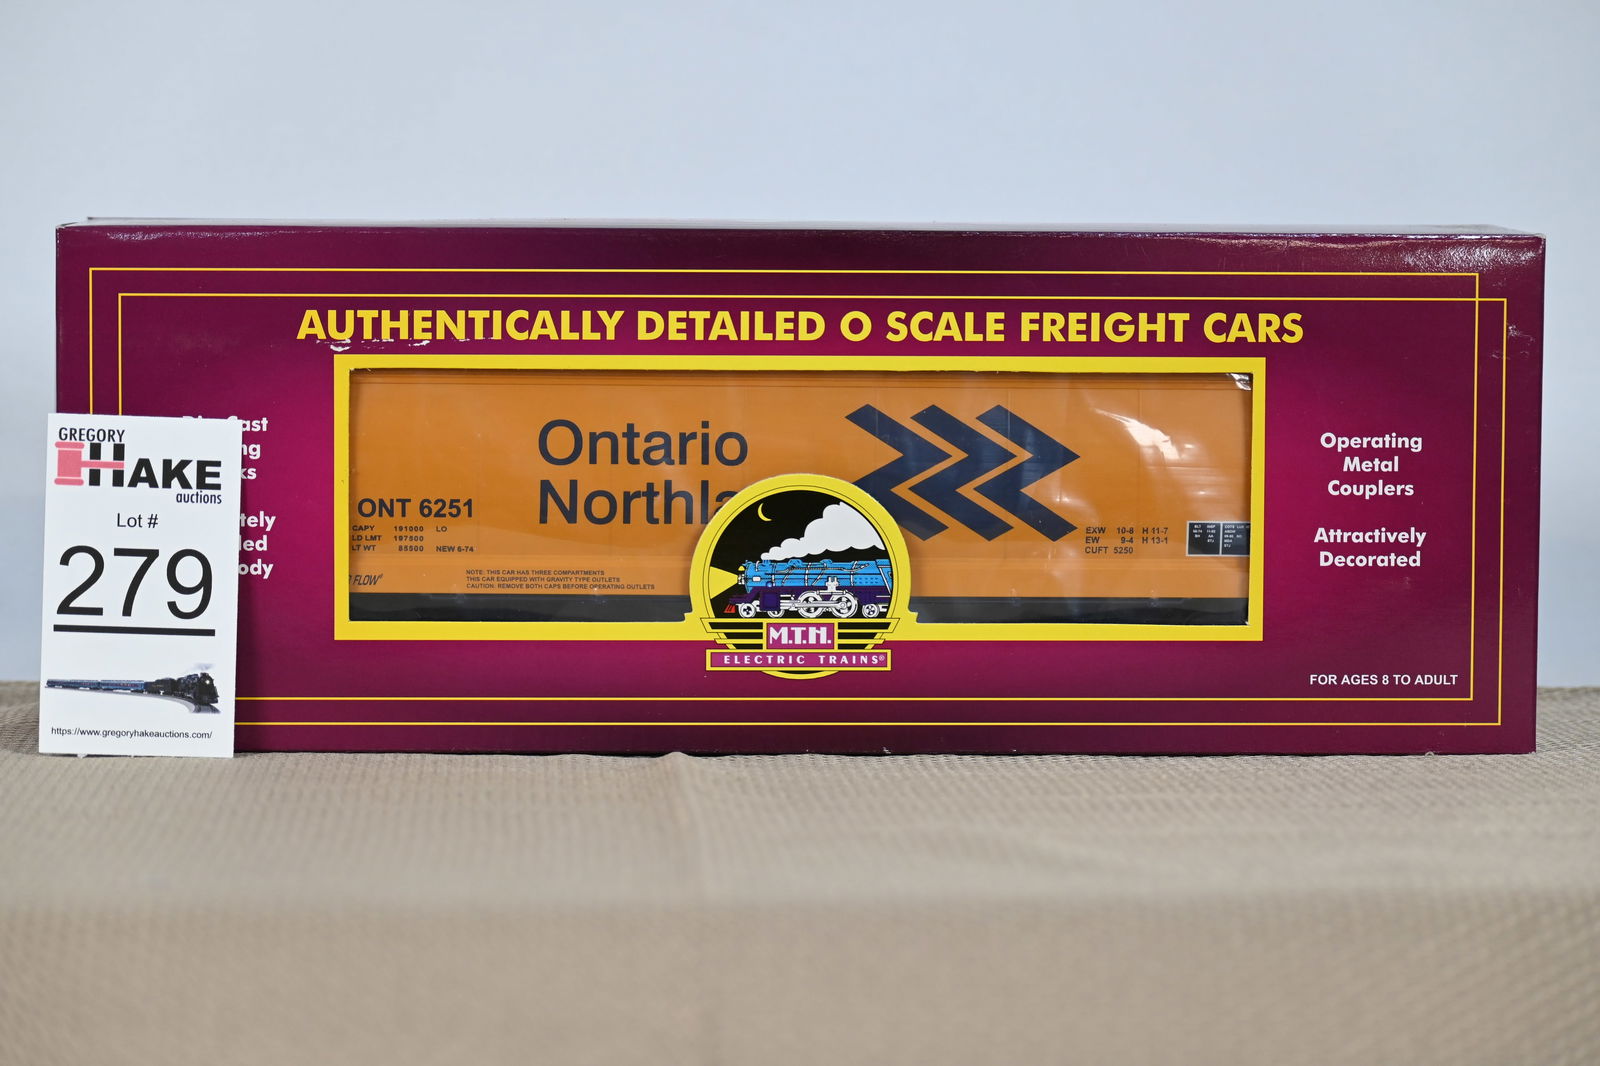 AUTHENTICALLY DETAILED O SCALE FREIGHT CARS
GREGORY
HAKE
auctions
Lot #
279
https://www.gregoryhakeauctions.com/
Ontario
Northla
ONT 6251
CAPY 191000 LO
LD LMT 197500
LT WT 85500 NEW 6-74
FLOW®
NOTE: THIS CAR HAS THREE COMPARTMENTS
THIS CAR EQUIPPED WITH GRAVITY TYPE OUTLETS
CAUTION: REMOVE BOTH CAPS BEFORE OPERATING OUTLETS
EXW 10-8 H 11-7
EW 9-4 H 13-1
CUFT 5250
M.T.H.
ELECTRIC TRAINS®
Operating
Metal
Couplers
Attractively
Decorated
FOR AGES 8 TO ADULT